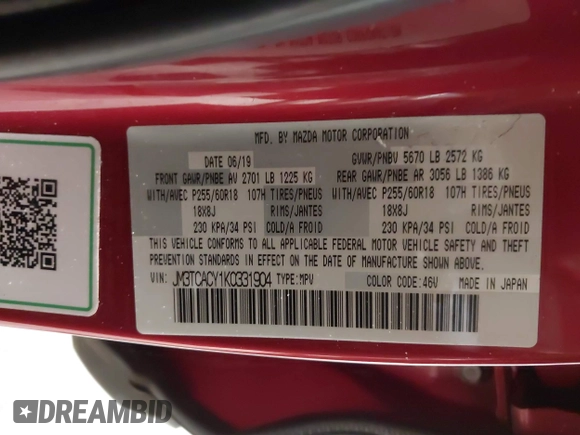 MFD. BY MAZDA MOTOR CORPORATION
DATE 06/19 GVWR/PNBV 5670 LB 2572 KG
FRONT GAWR/PNBE AV 2701 LB 1225 KG REAR GAWR/PNBE AR 3056 LB 1386 KG
WITH/AVEC P255/60R18 107H TIRES/PNEUS WITH/AVEC P255/60R18 107H TIRES/PNEUS
18X8J RIMS/JANTES 18X8J RIMS/JANTES
230 KPA/34 PSI COLD/A FROID 230 KPA/34 PSI COLD/A FROID
THIS VEHICLE CONFORMS TO ALL APPLICABLE FEDERAL MOTOR VEHICLE SAFETY AND THEFT
PREVENTION STANDARDS IN EFFECT ON THE DATE OF MANUFACTURE SHOWN ABOVE.
VIN: JM3TCACY1K0331904 TYPE:MPV COLOR CODE:46V MADE IN JAPAN
DREAMBID